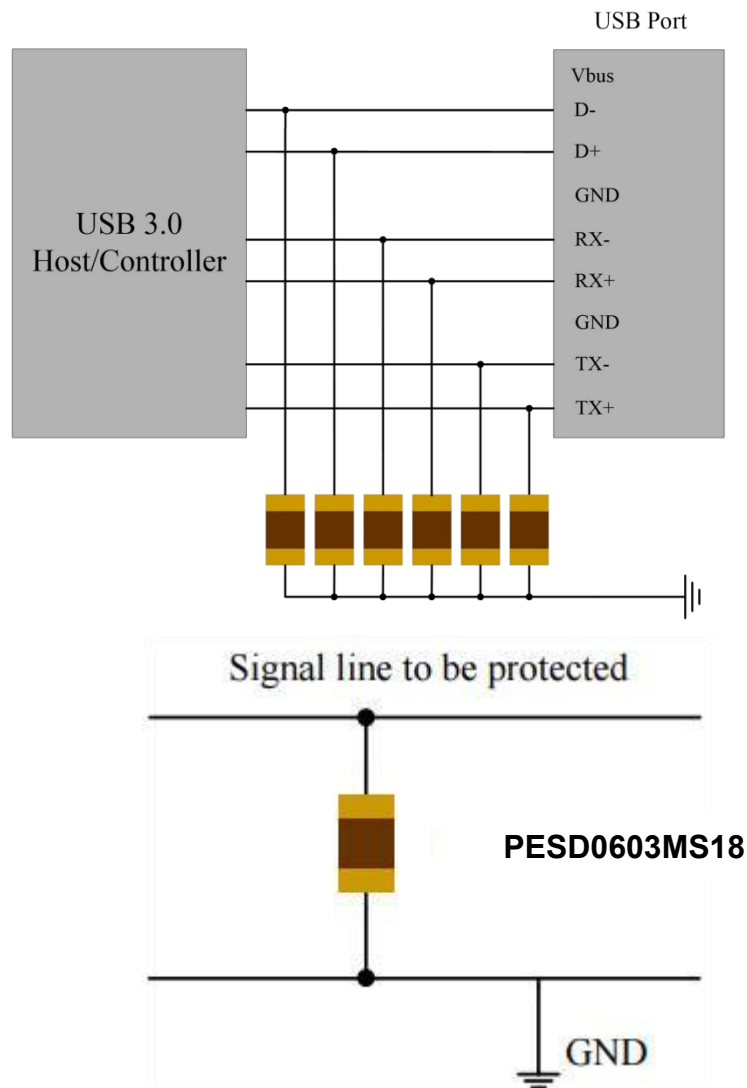 USB Port
Vbus
D-
D+
GND
USB 3.0
Host/Controller
RX-
RX+
GND
TX-
TX+
Signal line to be protected
PESD0603MS18
GND